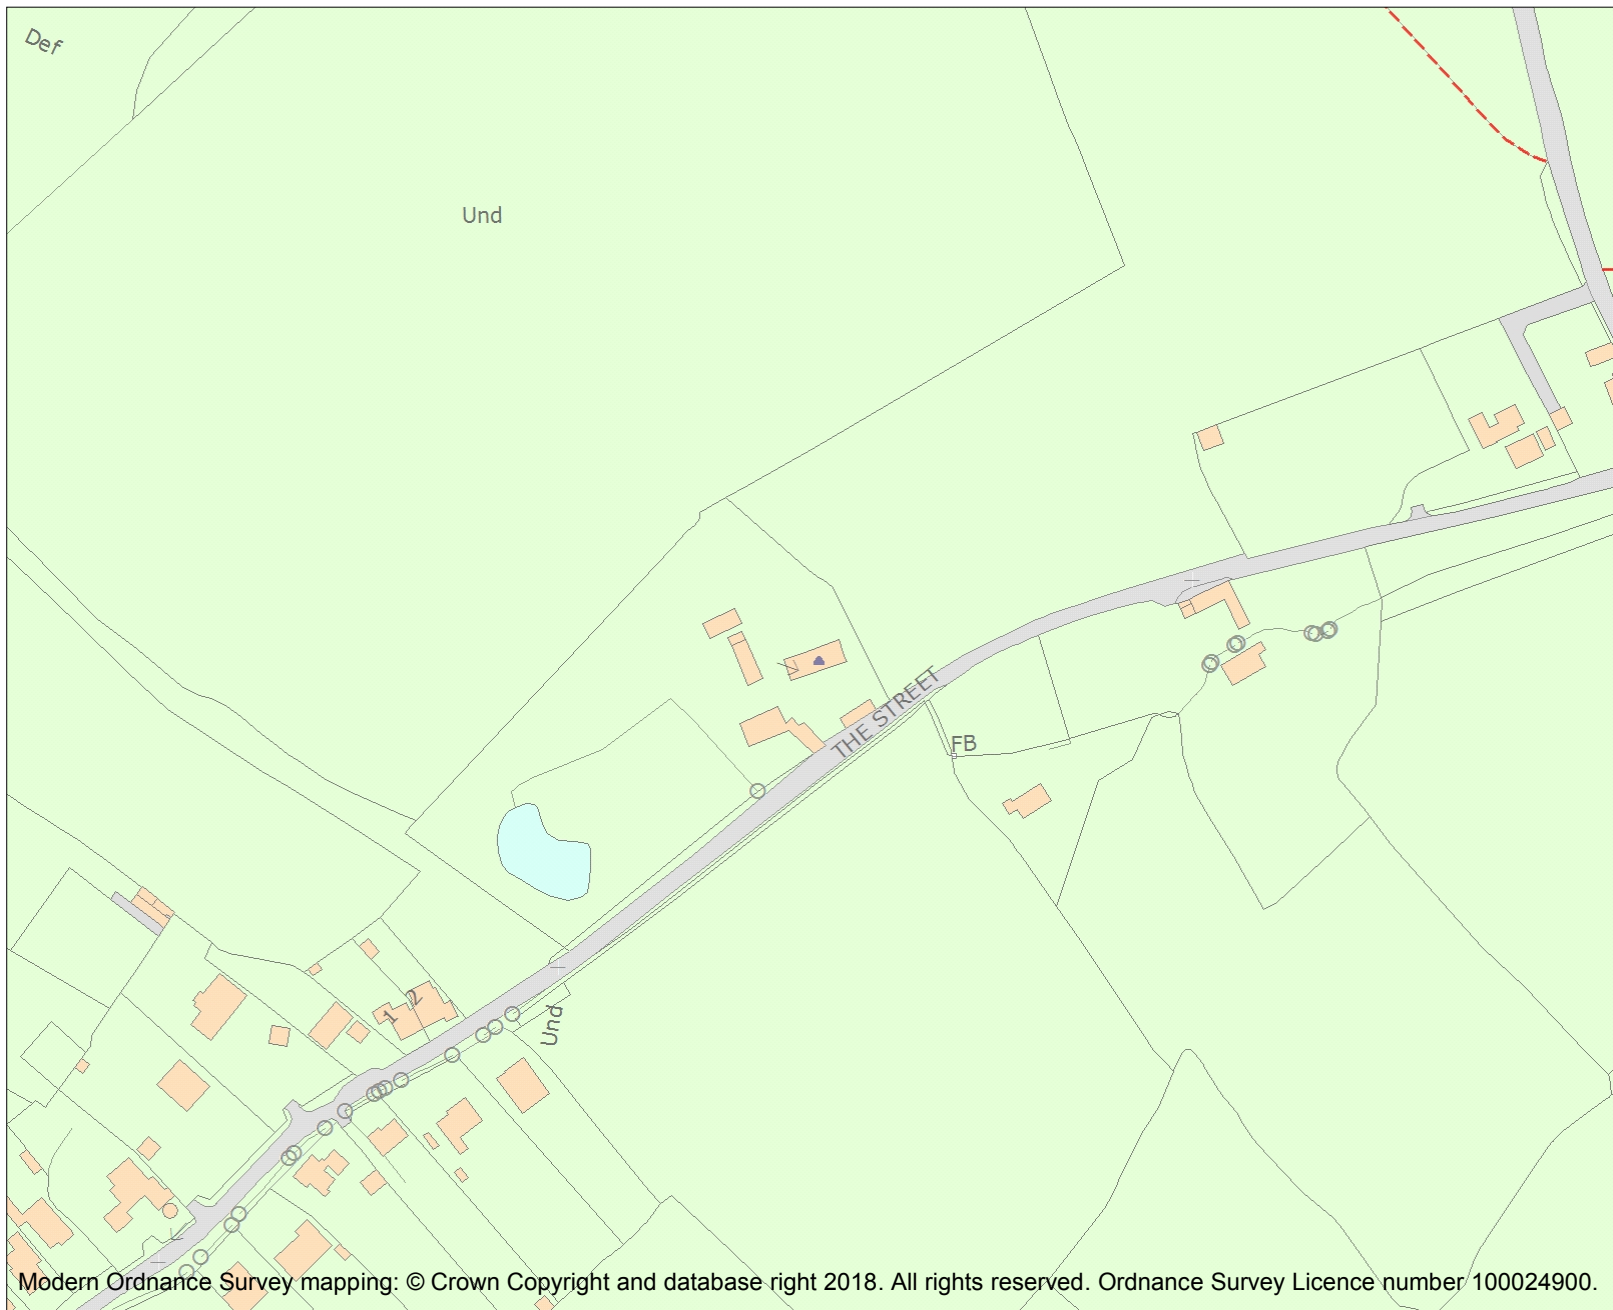 Def
Und
THE STREET
FB
1 2
Und
Modern Ordnance Survey mapping: © Crown Copyright and database right 2018. All rights reserved. Ordnance Survey Licence number 100024900.